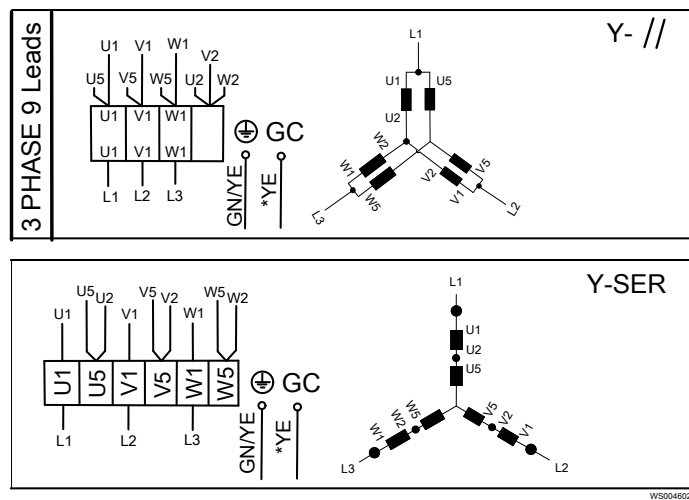 3 PHASE 9 Leads
Y- //
U1 V1 W1 V2
U5 V5 W5 U2 W2
U1 V1 W1
U1 V1 W1
L1 L2 L3
GC
GN/YE
*YE
L1
U1 U5
U2
W2
W1
W5
V5
V2
V1
L3
L2
Y-SER
U1 U5 U2 V1 V5 V2 W1 W5 W2
U1 U5 V1 V5 W1 W5
L1 L2 L3
GC
GN/YE
*YE
L1
U1
U2
U5
W5
W2
W1
V5
V2
V1
L3
L2
WS004602